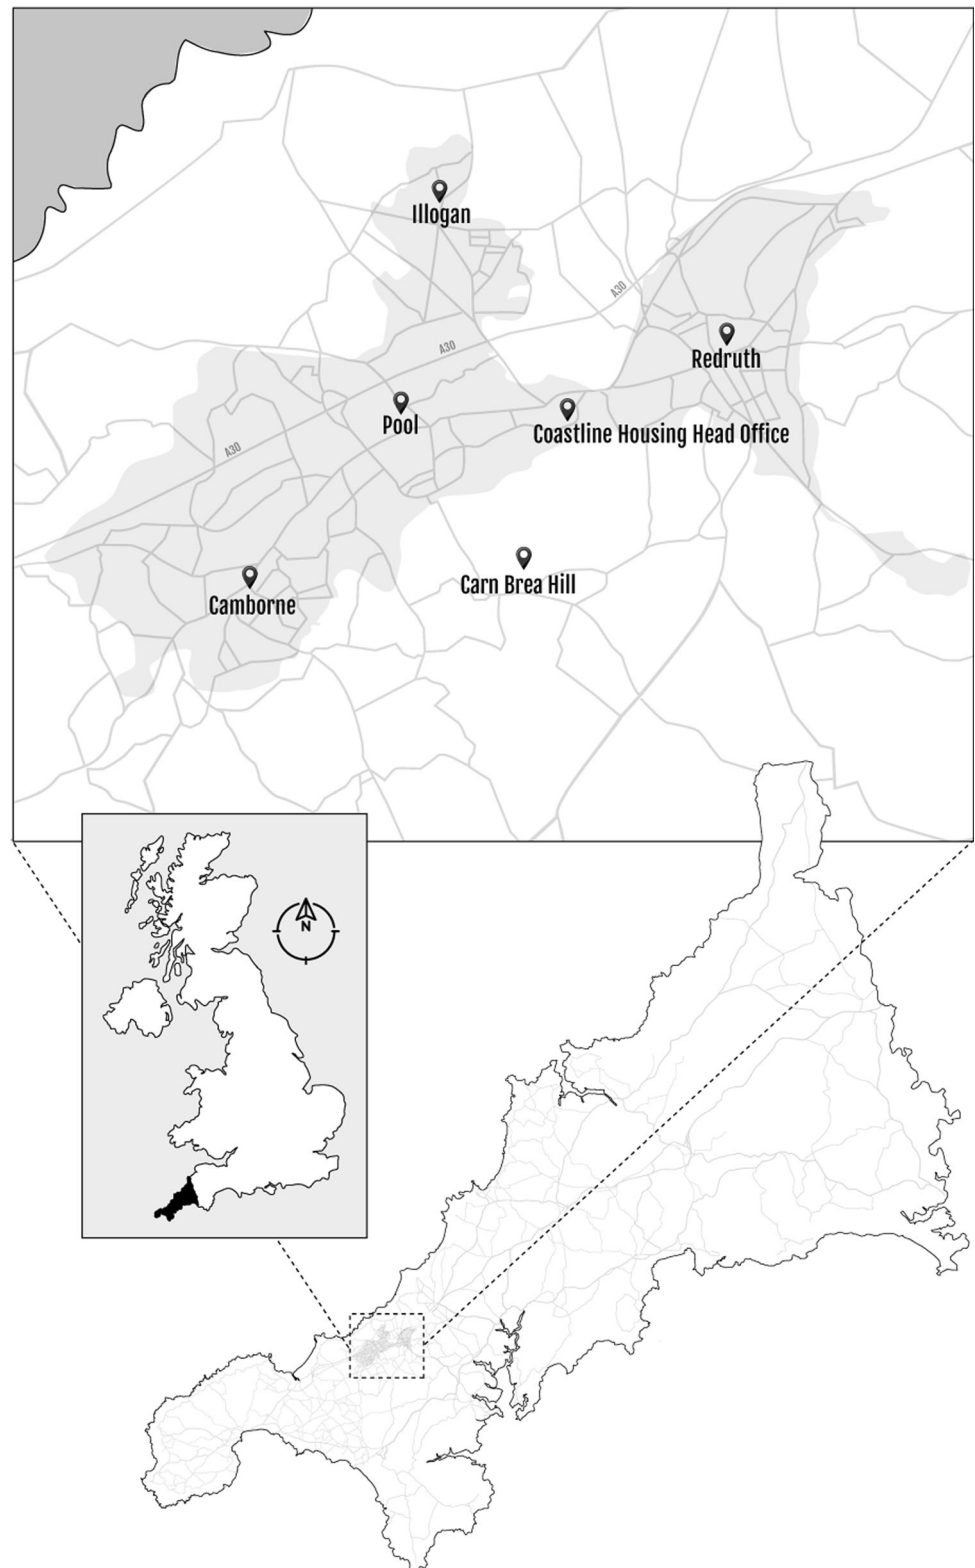 Illogan
A30
Redruth
A30
Pool
Coastline Housing Head Office
A30
Carn Brea Hill
Camborne
N